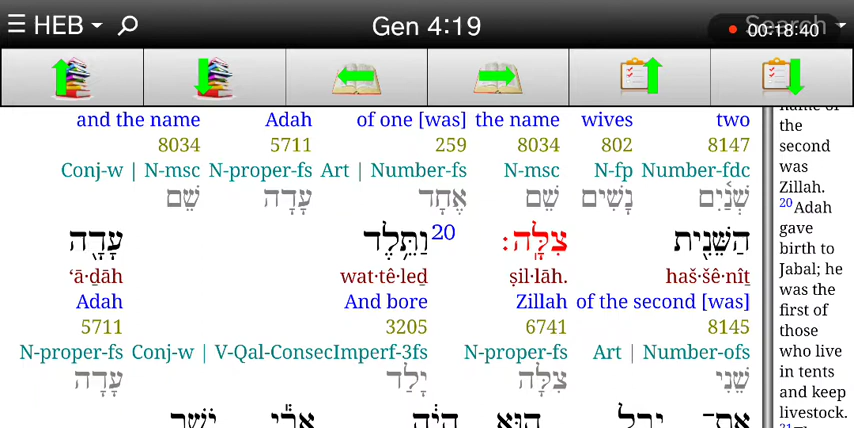 ☰ HEB Gen 4:19 Search
00:18:40
and the name Adah of one [was] the name wives two
8034 5711 259 8034 802 8147
Conj-w | N-msc N-proper-fs Art | Number-fs N-msc N-fp Number-fdc
שֵׁם עָדָה אֶחָד שֵׁם נָשִׁים שְׁנַיִם
הַשֵּׁנִ֖ית צִלָּֽה׃ 20 וַתֵּ֥לֶד עָדָ֖ה
‘ā·ḏāh wat·tê·leḏ ṣil·lāh. haš·šê·nîṯ
Adah And bore Zillah of the second [was]
5711 3205 6741 8145
N-proper-fs Conj-w | V-Qal-ConsecImperf-3fs N-proper-fs Art | Number-ofs
עָדָה יָלַד צִלָּה שֵׁנִי
the
second
was
Zillah.
20Adah
gave
birth to
Jabal; he
was the
first of
those
who live
in tents
and keep
livestock.